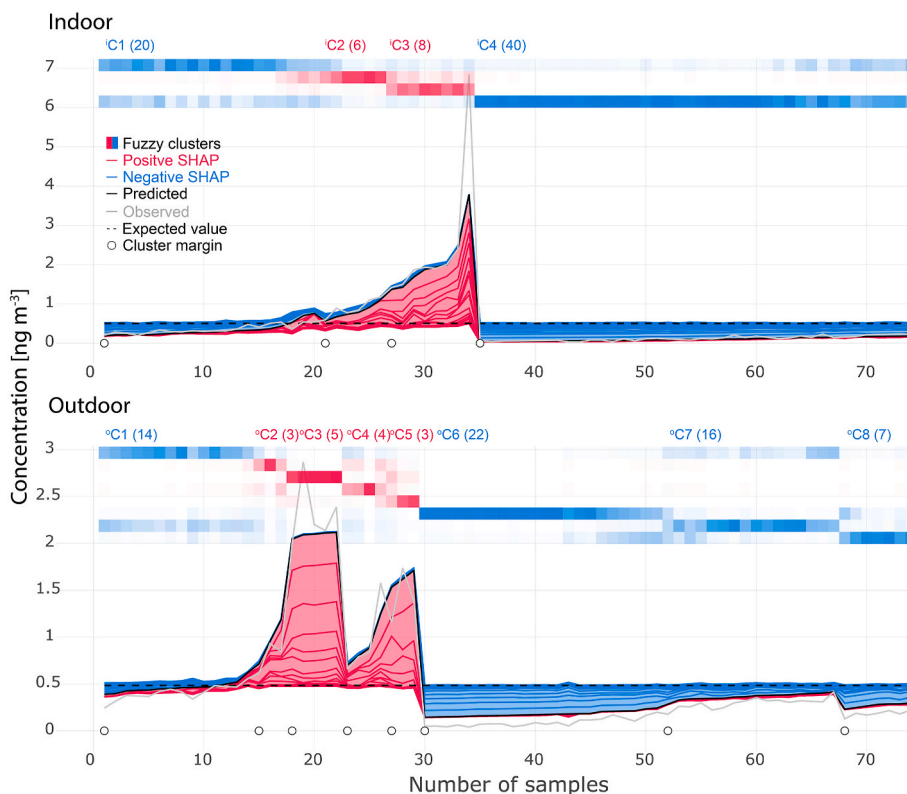 Indoor
iC1 (20) iC2 (6) iC3 (8) iC4 (40)
7
6
5
4
3
2
1
0
Fuzzy clusters
Positve SHAP
Negative SHAP
Predicted
Observed
Expected value
Cluster margin
0 10 20 30 40 50 60 70
Concentration [ng m-3]
Outdoor
oC1 (14) oC2 (3) oC3 (5) oC4 (4) oC5 (3) oC6 (22) oC7 (16) oC8 (7)
3
2.5
2
1.5
1
0.5
0
0 10 20 30 40 50 60 70
Number of samples